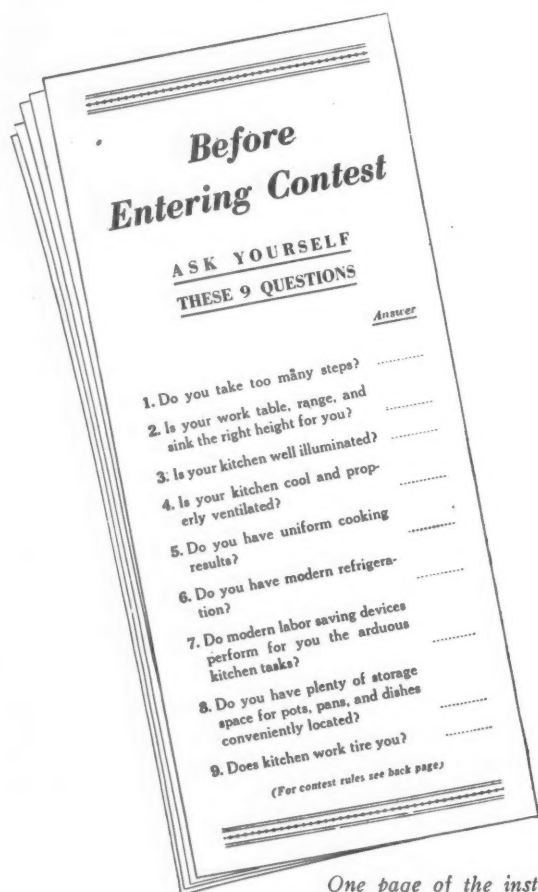 Before
Entering Contest
ASK YOURSELF
THESE 9 QUESTIONS
Answer
1. Do you take too many steps? ............
2. Is your work table, range, and
sink the right height for you? ............
3. Is your kitchen well illuminated? ............
4. Is your kitchen cool and prop-
erly ventilated? ............
5. Do you have uniform cooking
results? ............
6. Do you have modern refrigera-
tion? ............
7. Do modern labor saving devices
perform for you the arduous
kitchen tasks? ............
8. Do you have plenty of storage
space for pots, pans, and dishes
conveniently located? ............
9. Does kitchen work tire you? ............
(For contest rules see back page)
One page of the inst